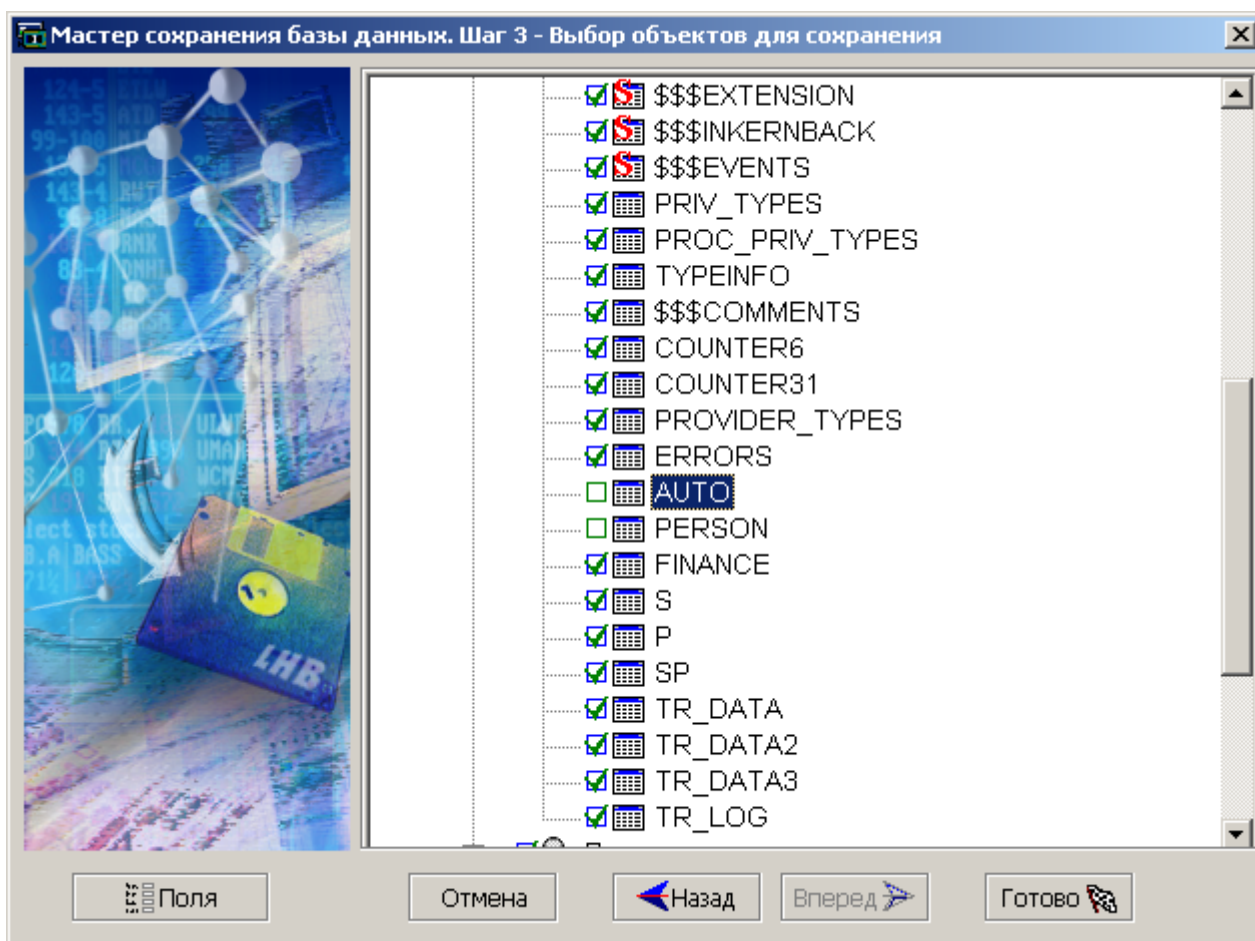 Мастер сохранения базы данных. Шаг 3 - Выбор объектов для сохранения
$$$EXTENSION
$$$INKERNBACK
$$$EVENTS
PRIV_TYPES
PROC_PRIV_TYPES
TYPEINFO
$$$COMMENTS
COUNTER6
COUNTER31
PROVIDER_TYPES
ERRORS
AUTO
PERSON
FINANCE
S
P
SP
TR_DATA
TR_DATA2
TR_DATA3
TR_LOG
LHB
Поля
Отмена
Назад
Вперед
Готово